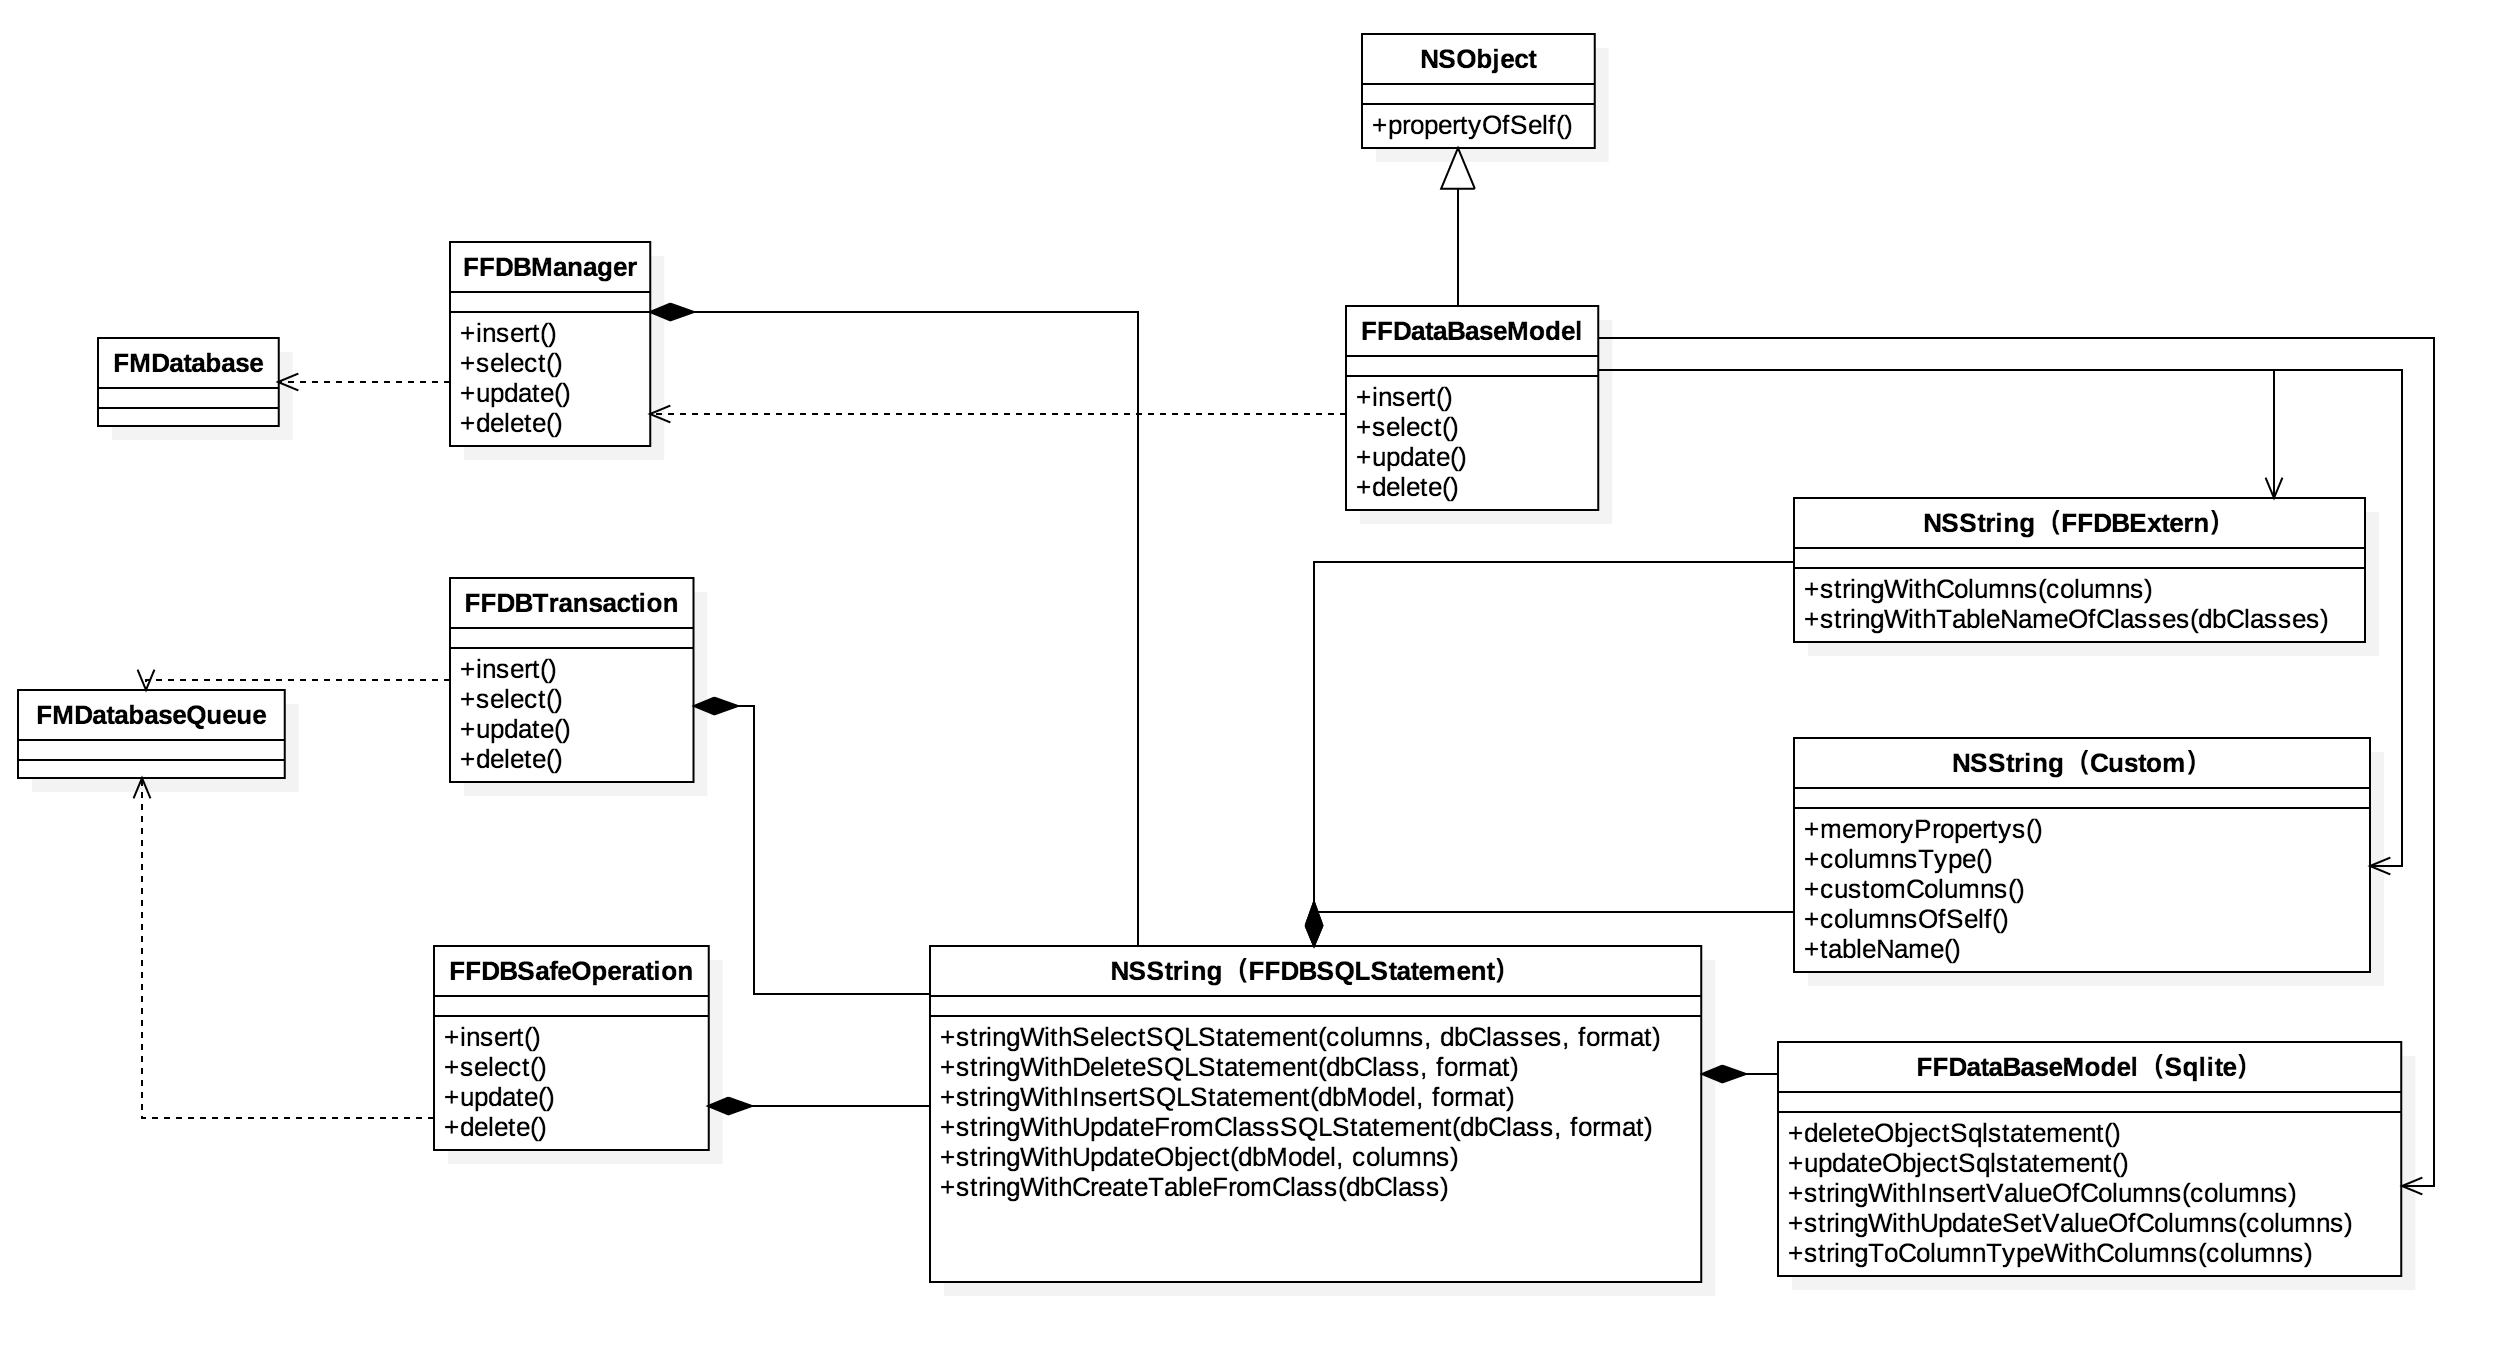 NSObject
+propertyOfSelf()
FFDBManager
+insert()
+select()
+update()
+delete()
FMDatabase
FFDataBaseModel
+insert()
+select()
+update()
+delete()
NSString（FFDBExtern）
+stringWithColumns(columns)
+stringWithTableNameOfClasses(dbClasses)
FFDBTransaction
+insert()
+select()
+update()
+delete()
FMDatabaseQueue
NSString（Custom）
+memoryPropertys()
+columnsType()
+customColumns()
+columnsOfSelf()
+tableName()
FFDBSafeOperation
+insert()
+select()
+update()
+delete()
NSString（FFDBSQLStatement）
+stringWithSelectSQLStatement(columns, dbClasses, format)
+stringWithDeleteSQLStatement(dbClass, format)
+stringWithInsertSQLStatement(dbModel, format)
+stringWithUpdateFromClassSQLStatement(dbClass, format)
+stringWithUpdateObject(dbModel, columns)
+stringWithCreateTableFromClass(dbClass)
FFDataBaseModel（Sqlite）
+deleteObjectSqlstatement()
+updateObjectSqlstatement()
+stringWithInsertValueOfColumns(columns)
+stringWithUpdateSetValueOfColumns(columns)
+stringToColumnTypeWithColumns(columns)